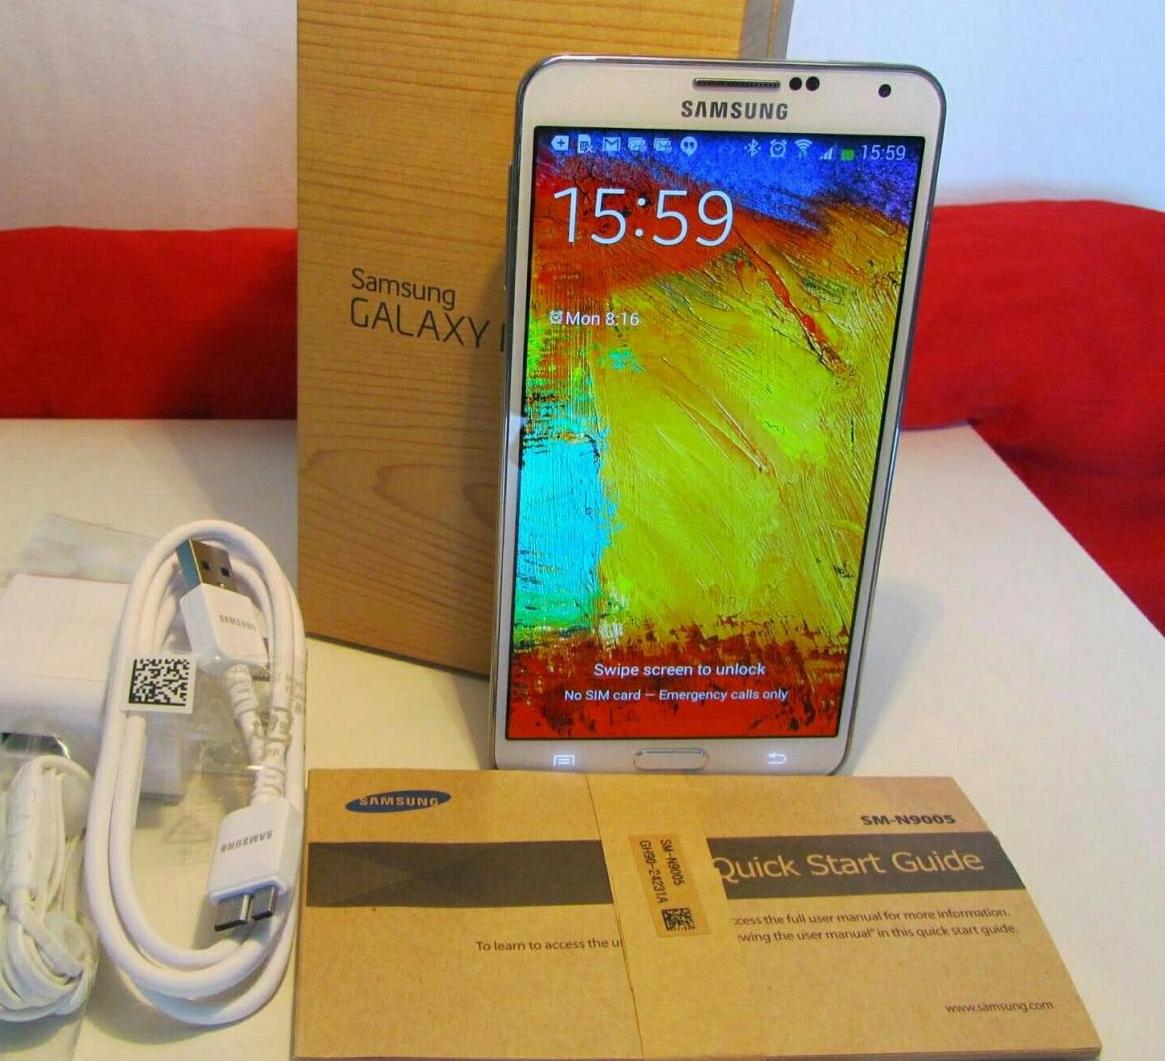 SAMSUNG
15:59
15:59
Mon 8:16
Samsung
GALAXY
Swipe screen to unlock
No SIM card — Emergency calls only
SAMSUNG
SAMSUNG
SAMSUNG
SM-N9005
Quick Start Guide
SM-N9005
GH90-24231A
ccess the full user manual for more information.
To learn to access the u
wing the user manual" in this quick start guide.
www.samsung.com